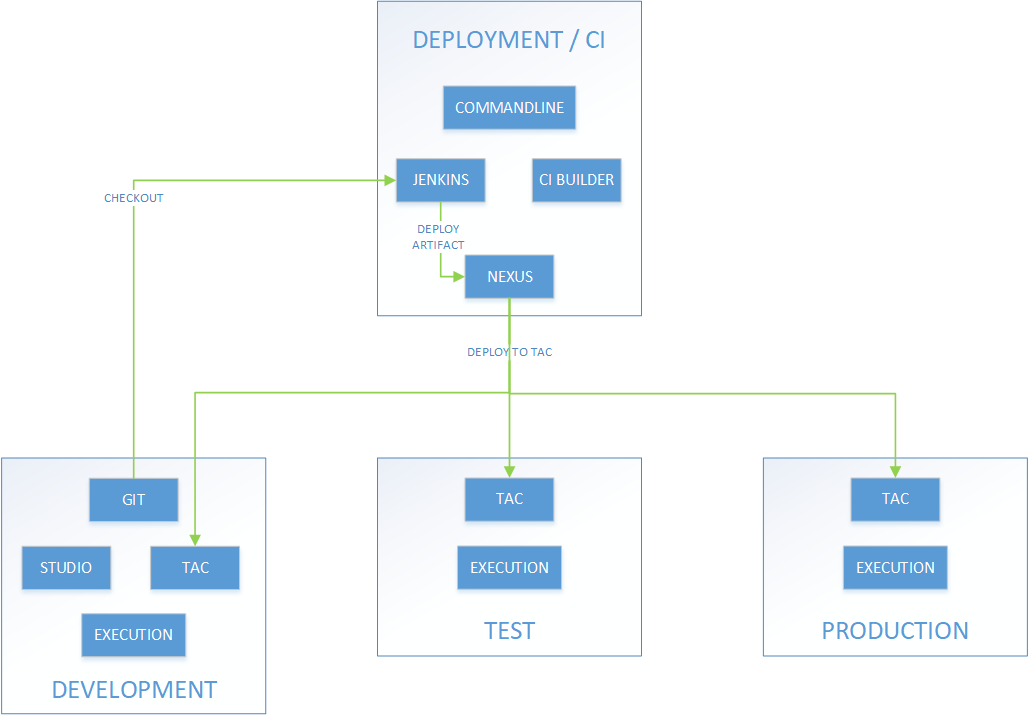 DEPLOYMENT / CI
COMMANDLINE
JENKINS
CI BUILDER
CHECKOUT
DEPLOY
ARTIFACT
NEXUS
DEPLOY TO TAC
GIT
STUDIO
TAC
EXECUTION
DEVELOPMENT
TAC
EXECUTION
TEST
TAC
EXECUTION
PRODUCTION